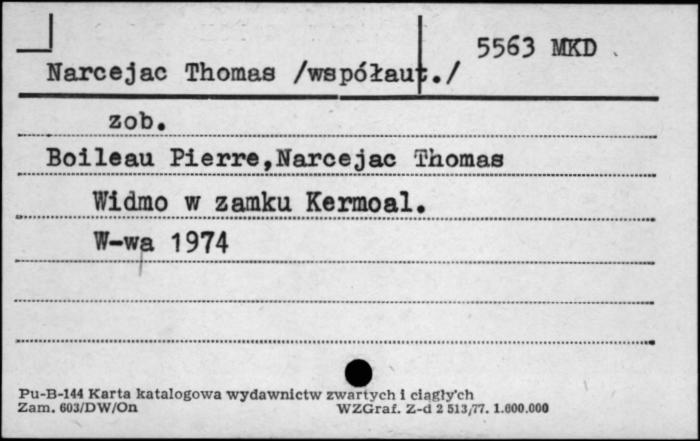 5563 MKD
Narcejac Thomas /współaut./
zob.
Boileau Pierre,Narcejac Thomas
Widmo w zamku Kermoal.
W-wa 1974
Pu-B-144 Karta katalogowa wydawnictw zwartych i ciągłych
Zam. 603/DW/On WZGraf. Z-d 2 513/77. 1.600.000